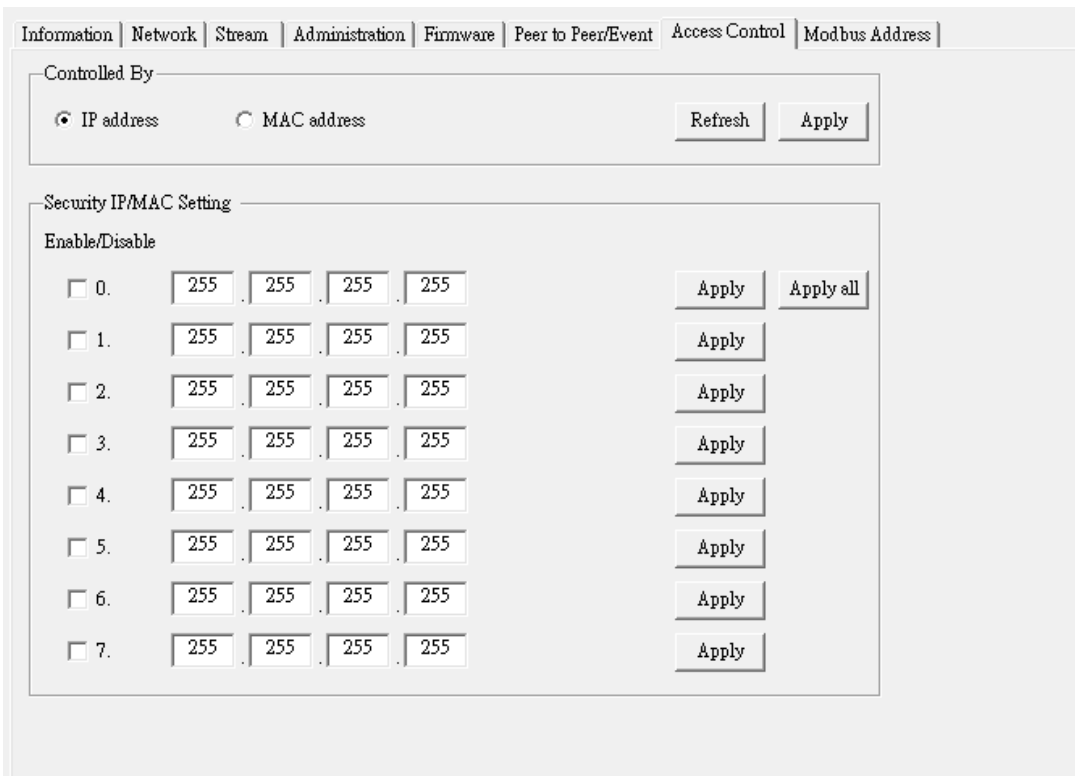 Information Network Stream Administration Firmware Peer to Peer/Event Access Control Modbus Address
Controlled By
IP address MAC address Refresh Apply
Security IP/MAC Setting
Enable/Disable
0. 255 . 255 . 255 . 255 Apply Apply all
1. 255 . 255 . 255 . 255 Apply
2. 255 . 255 . 255 . 255 Apply
3. 255 . 255 . 255 . 255 Apply
4. 255 . 255 . 255 . 255 Apply
5. 255 . 255 . 255 . 255 Apply
6. 255 . 255 . 255 . 255 Apply
7. 255 . 255 . 255 . 255 Apply